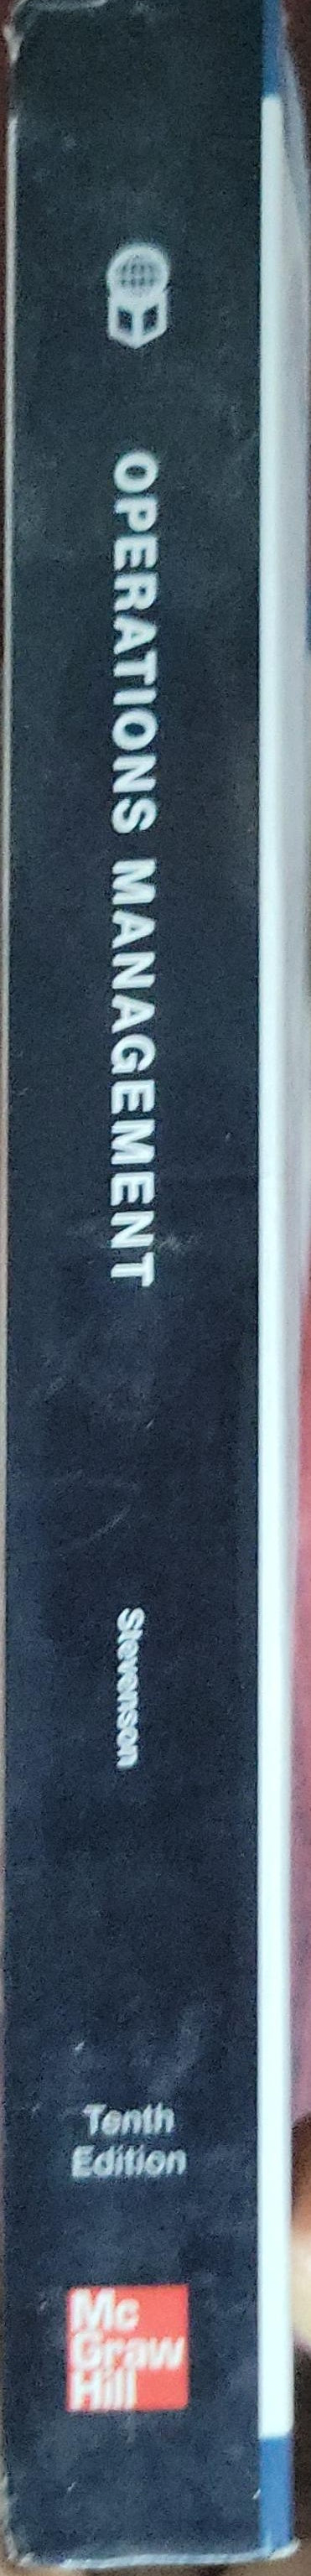 OPERATIONS MANAGEMENT
Stevenson
Tenth
Edition
Mc
Graw
Hill